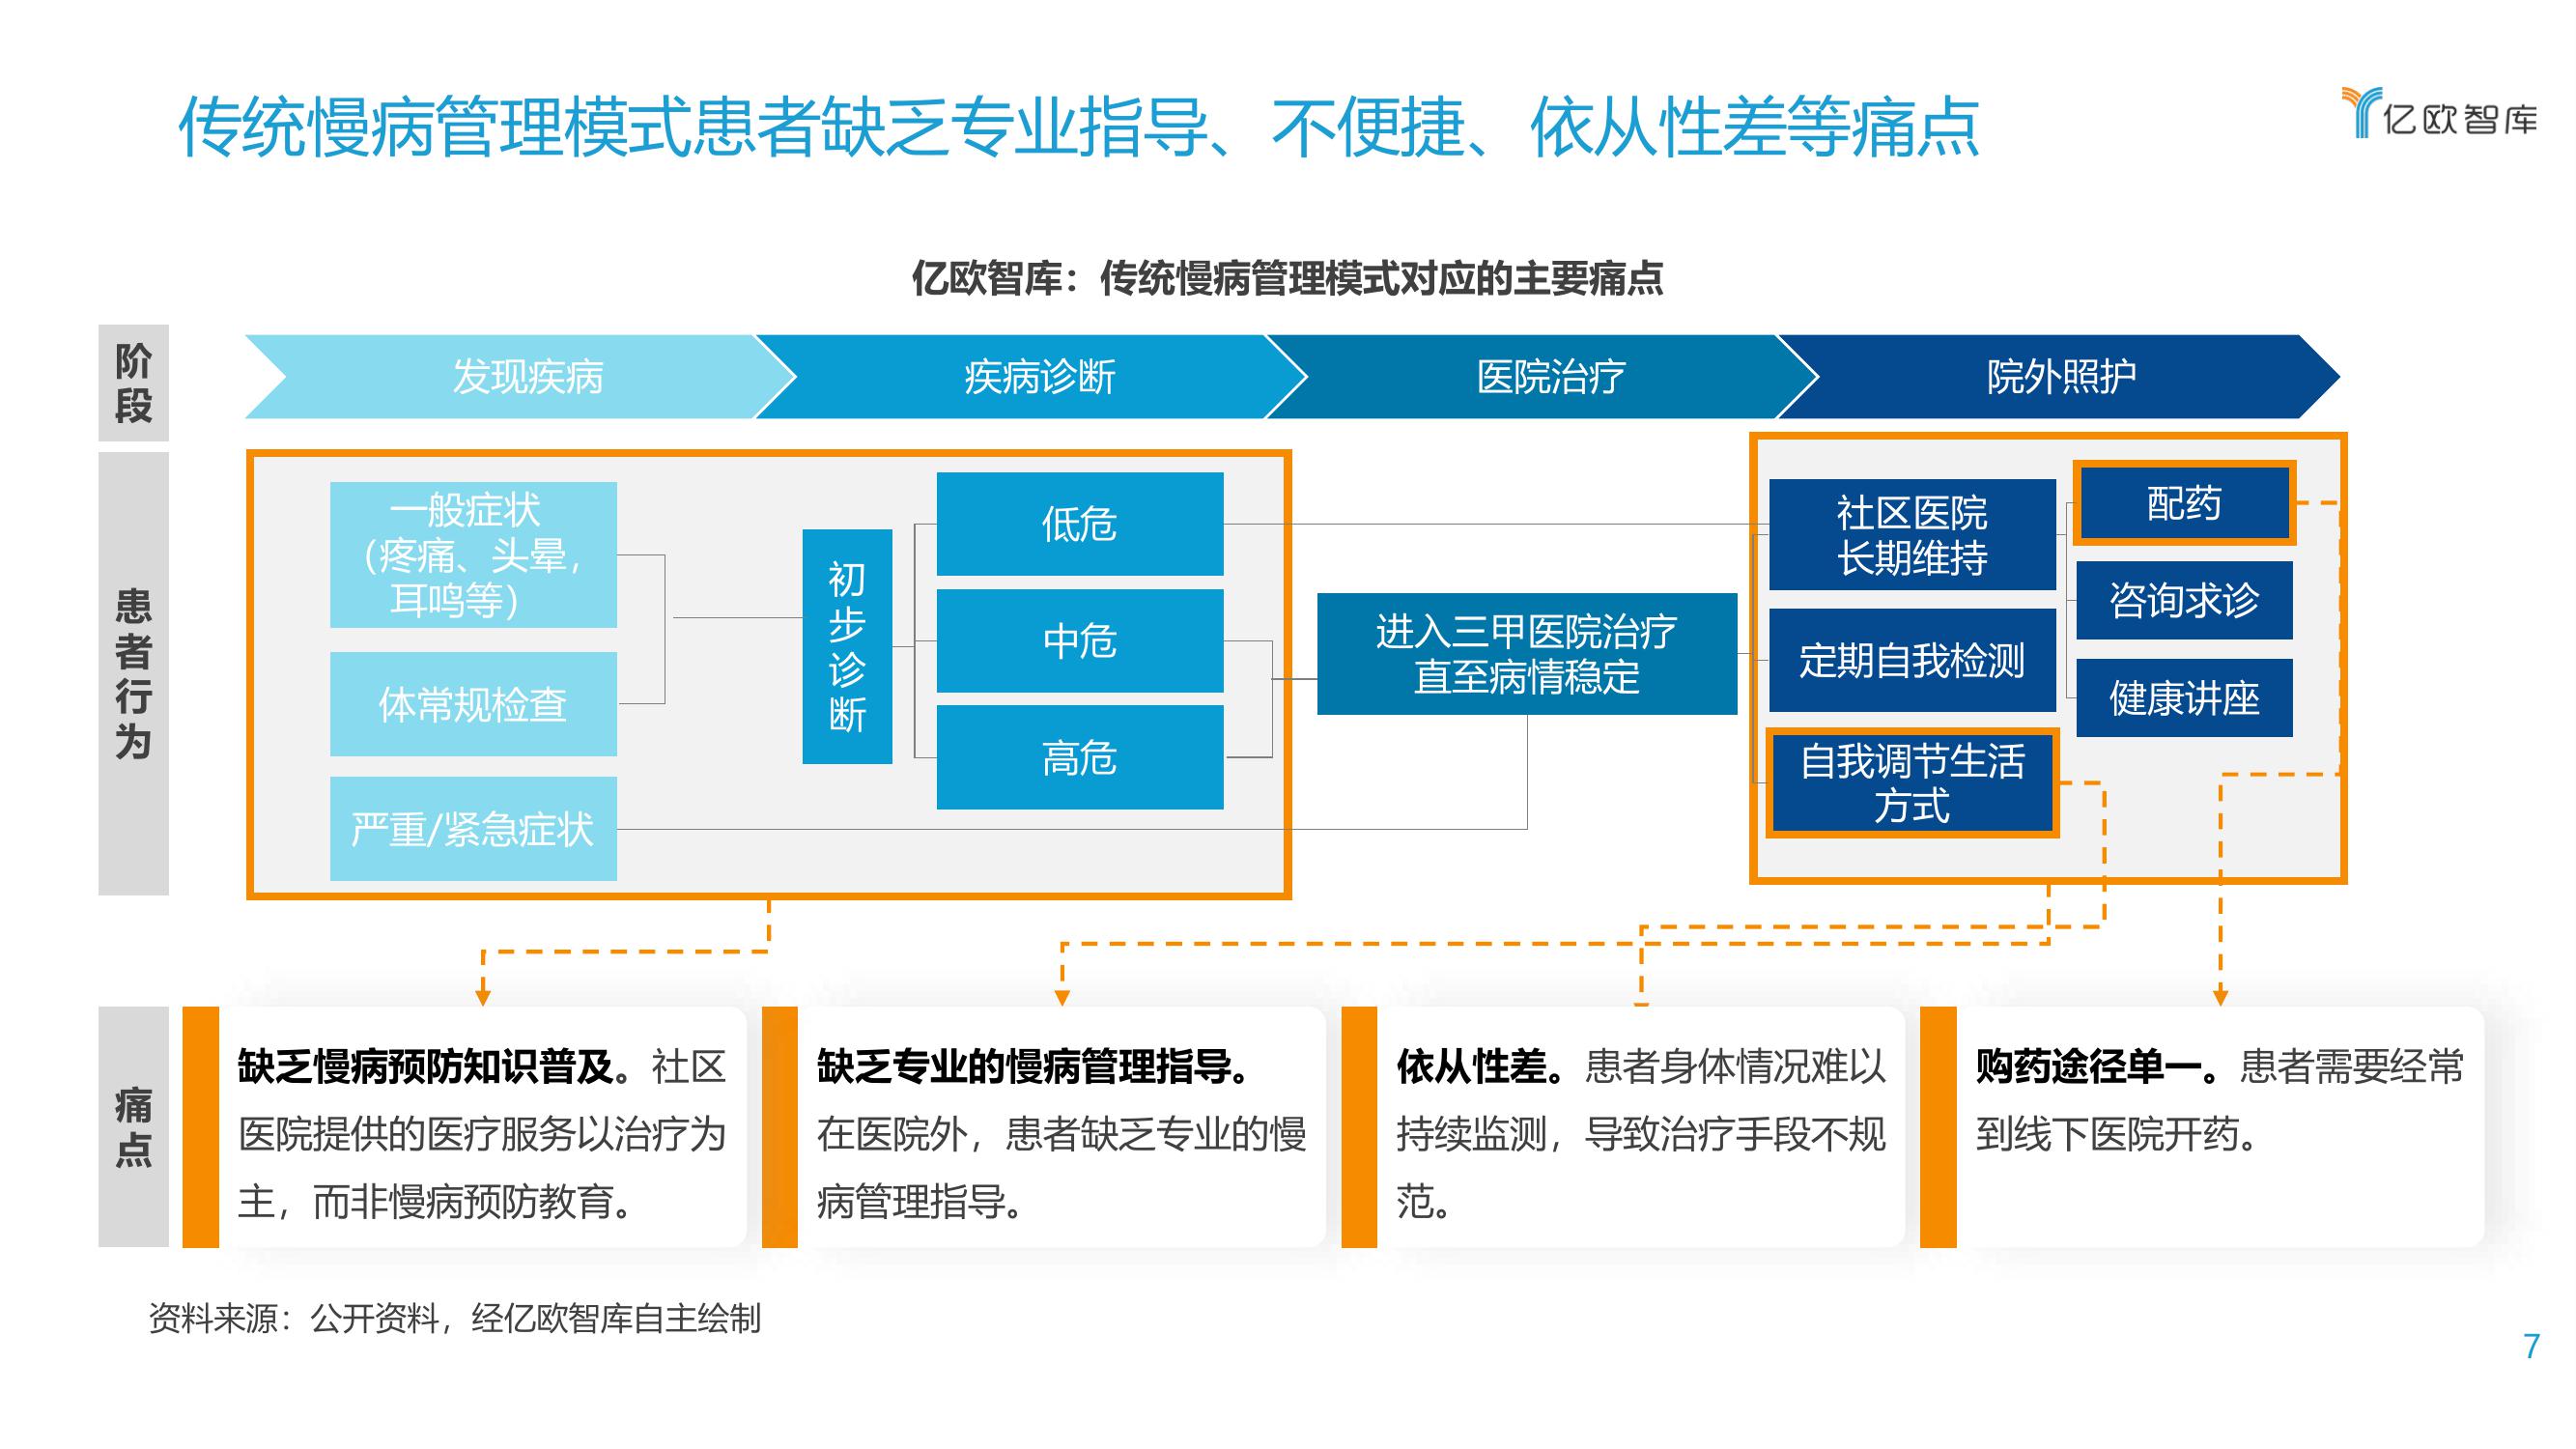 传统慢病管理模式患者缺乏专业指导、不便捷、依从性差等痛点
亿欧智库
亿欧智库：传统慢病管理模式对应的主要痛点
阶
段
发现疾病
疾病诊断
医院治疗
院外照护
患
者
行
为
一般症状
（疼痛、头晕，
耳鸣等）
体常规检查
严重/紧急症状
初
步
诊
断
低危
中危
高危
进入三甲医院治疗
直至病情稳定
社区医院
长期维持
定期自我检测
自我调节生活
方式
配药
咨询求诊
健康讲座
痛
点
缺乏慢病预防知识普及。社区
医院提供的医疗服务以治疗为
主，而非慢病预防教育。
缺乏专业的慢病管理指导。
在医院外，患者缺乏专业的慢
病管理指导。
依从性差。患者身体情况难以
持续监测，导致治疗手段不规
范。
购药途径单一。患者需要经常
到线下医院开药。
资料来源：公开资料，经亿欧智库自主绘制
7